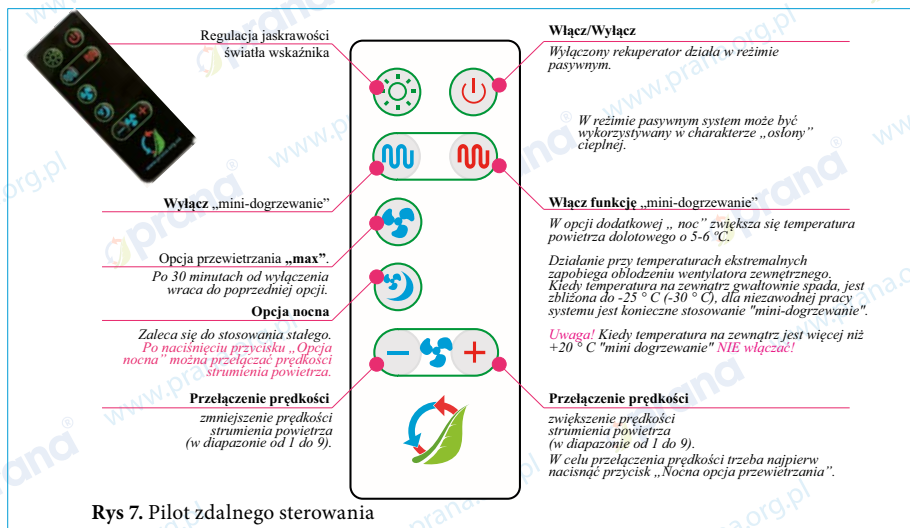 Regulacja jaskrawości
światła wskaźnika
Wyłącz „mini-dogrzewanie”
Opcja przewietrzania „max”.
Po 30 minutach od wyłączenia
wraca do poprzedniej opcji.
Opcja nocna
Zaleca się do stosowania stałego.
Po naciśnięciu przycisku „Opcja
nocna” można przełączać prędkości
strumienia powietrza.
Przełączenie prędkości
zmniejszenie prędkości
strumienia powietrza
(w diapazonie od 1 do 9).
Włącz/Wyłącz
Wyłączony rekuperator działa w reżimie
pasywnym.
W reżimie pasywnym system może być
wykorzystywany w charakterze „osłony”
cieplnej.
Włącz funkcję „mini-dogrzewanie”
W opcji dodatkowej „ noc” zwiększa się temperatura
powietrza dolotowego o 5-6 ºC.
Działanie przy temperaturach ekstremalnych
zapobiega oblodzeniu wentylatora zewnętrznego.
Kiedy temperatura na zewnątrz gwałtownie spada, jest
zbliżona do -25 ° C (-30 ° C), dla niezawodnej pracy
systemu jest konieczne stosowanie "mini-dogrzewanie".
Uwaga! Kiedy temperatura na zewnątrz jest więcej niż
+20 ° C "mini dogrzewanie" NIE włączać!
Przełączenie prędkości
zwiększenie prędkości
strumienia powietrza
(w diapazonie od 1 do 9).
W celu przełączenia prędkości trzeba najpierw
nacisnąć przycisk „Nocna opcja przewietrzania”.
Rys 7. Pilot zdalnego sterowania
www.prana.org.pl
prana®